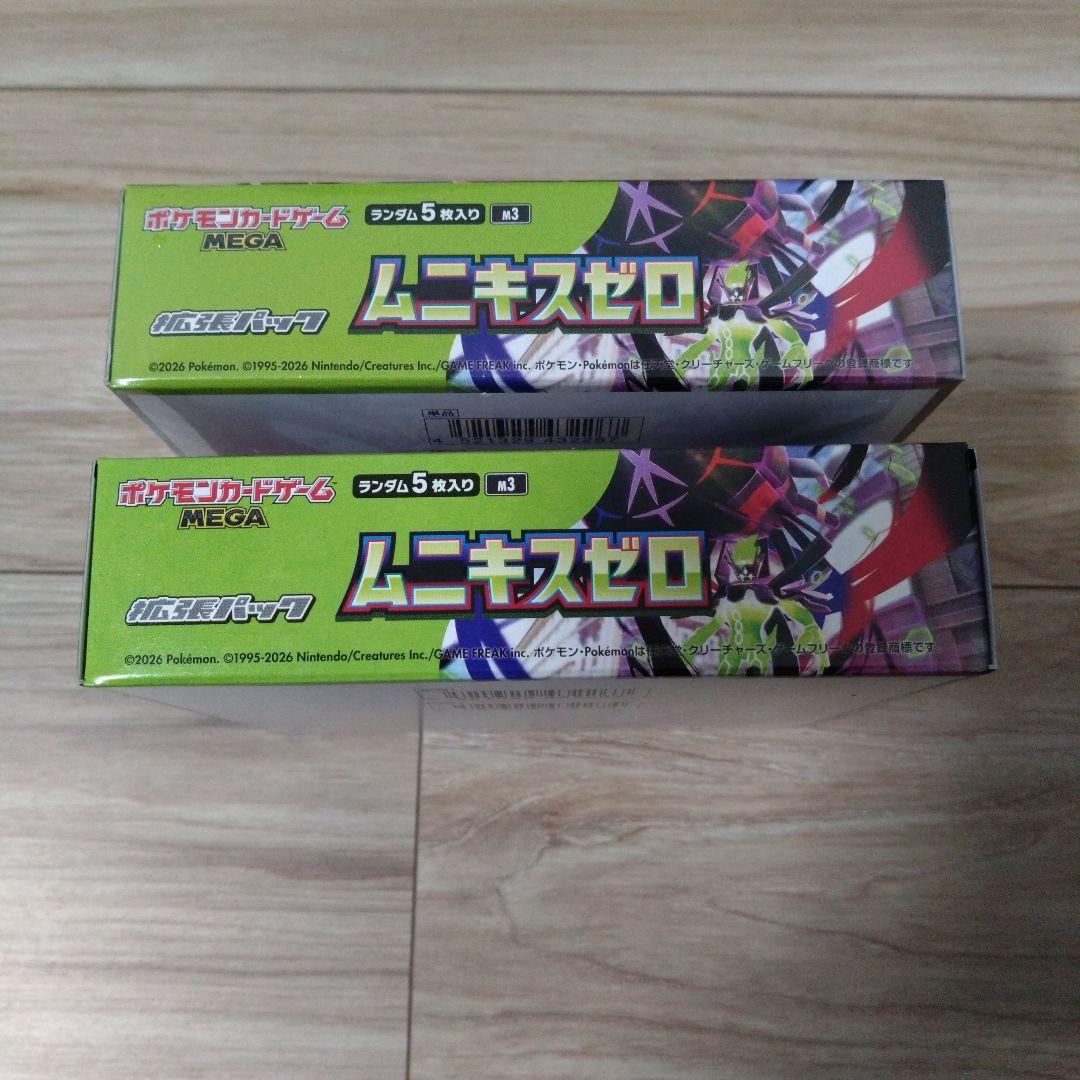 ポケモンカードゲーム
MEGA
ランダム5枚入り M3
ムニキスゼロ
拡張パック
©2026 Pokémon. ©1995-2026 Nintendo/Creatures Inc./GAME FREAK inc. ポケモン・Pokémonは任天堂・クリーチャーズ・ゲームフリークの登録商標です。
単品
4 521329 432267
ポケモンカードゲーム
MEGA
ランダム5枚入り M3
ムニキスゼロ
拡張パック
©2026 Pokémon. ©1995-2026 Nintendo/Creatures Inc./GAME FREAK inc. ポケモン・Pokémonは任天堂・クリーチャーズ・ゲームフリークの登録商標です。